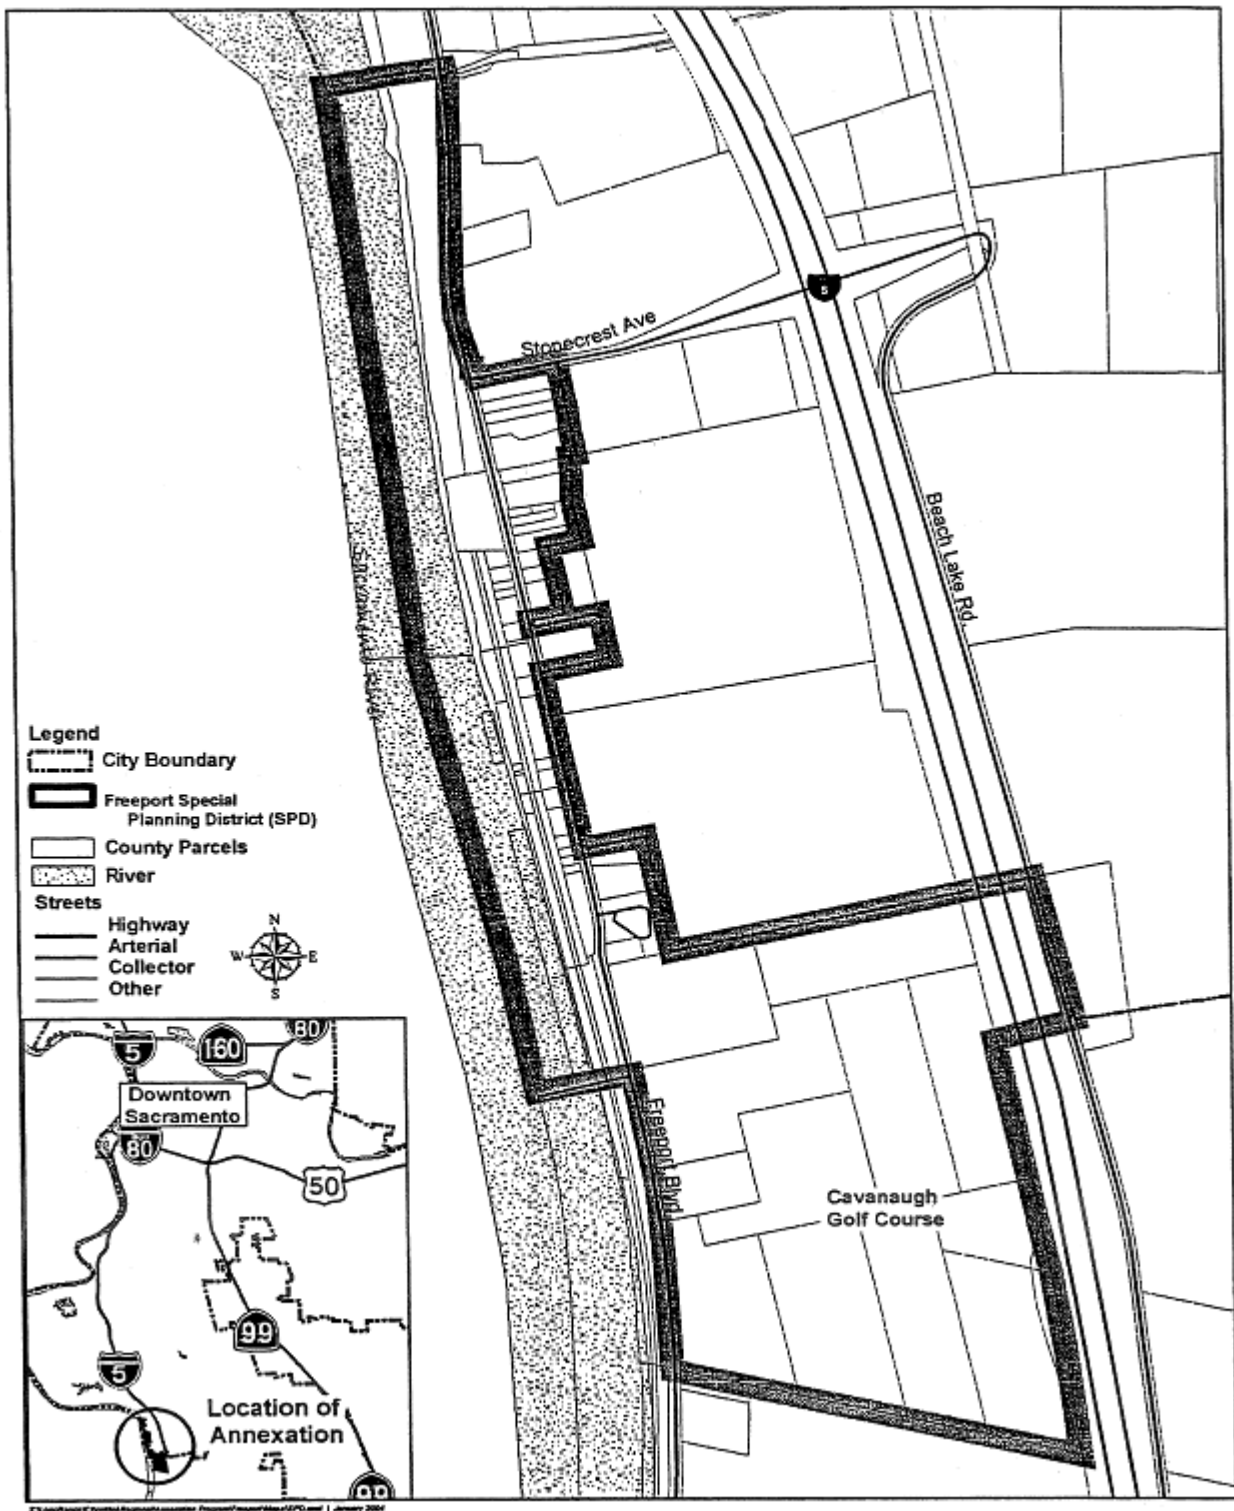 Stonecrest Ave
5
Beach Lake Rd.
Sacramento River
Legend
City Boundary
Freeport Special
Planning District (SPD)
County Parcels
River
Streets
Highway
Arterial
Collector
Other
N
W E
S
Freeport Blvd
Cavanaugh
Golf Course
5
160
80
Downtown
Sacramento
80
50
99
5
Location of
Annexation
99